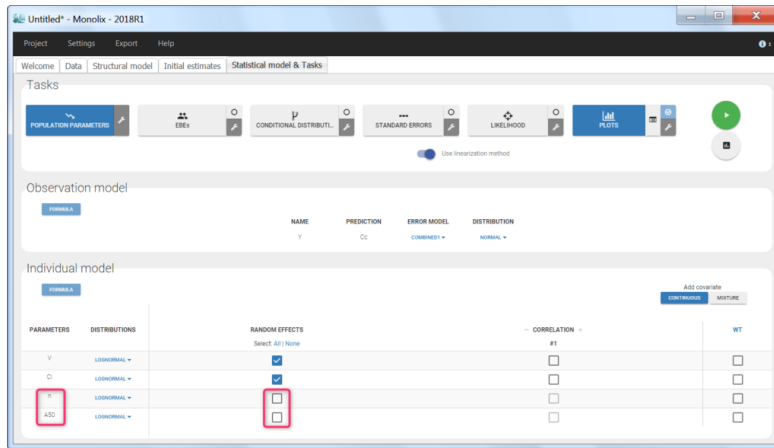 Untitled* - Monolix - 2018R1
Project Settings Export Help
Welcome Data Structural model Initial estimates Statistical model & Tasks
Tasks
POPULATION PARAMETERS EBEs CONDITIONAL DISTRIBUTI... STANDARD ERRORS LIKELIHOOD PLOTS
Use linearization method
Observation model
FORMULA
NAME PREDICTION ERROR MODEL DISTRIBUTION
Y Cc COMBINED1 NORMAL
Individual model
FORMULA
Add covariate
CONTINUOUS MIXTURE
PARAMETERS DISTRIBUTIONS RANDOM EFFECTS - CORRELATION + WT
Select: All | None #1
V LOGNORMAL
Cl LOGNORMAL
LOGNORMAL
A50 LOGNORMAL